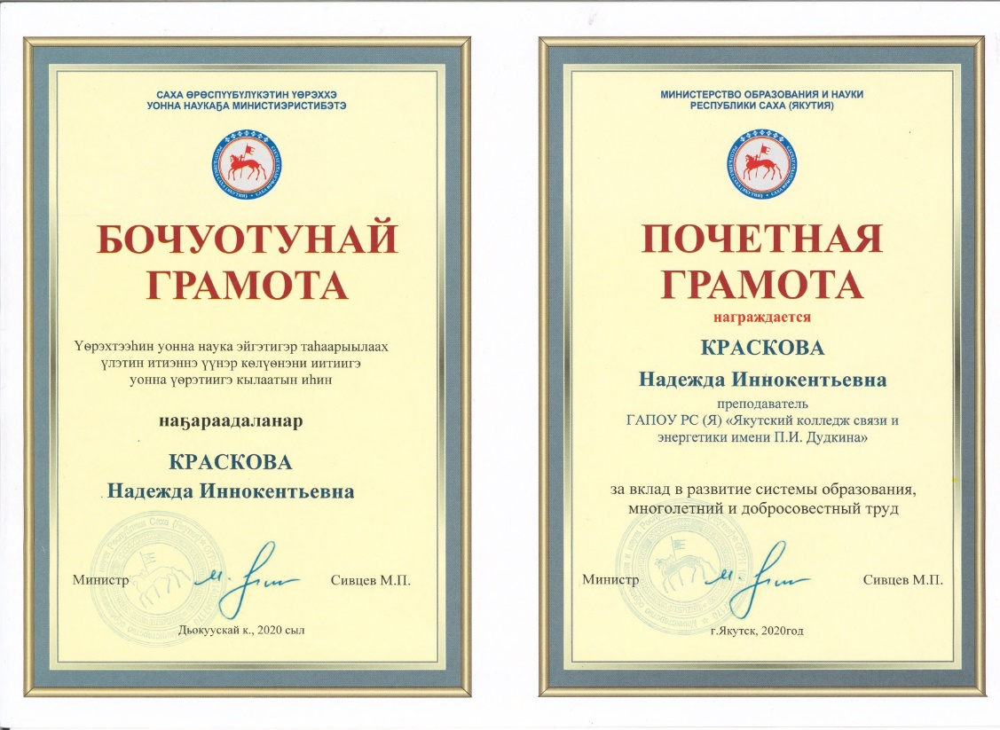 САХА ӨРӨСПҮҮБҮЛҮКЭТИН ҮӨРЭХХЭ
УОННА НАУКАҔА МИНИСТИЭРИСТИБЭТЭ
БОЧУОТУНАЙ
ГРАМОТА
Үөрэхтээһин уонна наука эйгэтигэр таһаарыылаах
үлэтин итиэннэ үүнэр көлүөнэни иитиигэ
уонна үөрэтиигэ кылаатын иһин
наҕараадаланар
КРАСКОВА
Надежда Иннокентьевна
Министр
Сивцев М.П.
Дьокуускай к., 2020 сыл
МИНИСТЕРСТВО ОБРАЗОВАНИЯ И НАУКИ
РЕСПУБЛИКИ САХА (ЯКУТИЯ)
ПОЧЕТНАЯ
ГРАМОТА
награждается
КРАСКОВА
Надежда Иннокентьевна
преподаватель
ГАПОУ РС (Я) «Якутский колледж связи и
энергетики имени П.И. Дудкина»
за вклад в развитие системы образования,
многолетний и добросовестный труд
Министр
Сивцев М.П.
г.Якутск, 2020год